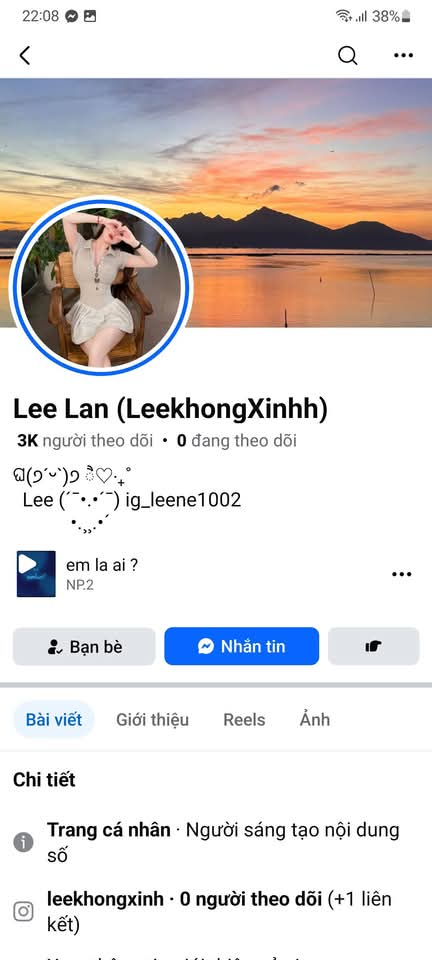 22:08
38%
Lee Lan (LeekhongXinhh)
3K người theo dõi • 0 đang theo dõi
ଘ(੭ˊᵕˋ)੭ ੈ♡‧₊˚
Lee (´¯•.•´¯) ig_leene1002
•.¸¸.•´
em la ai ?
NP.2
Bạn bè
Nhắn tin
Bài viết
Giới thiệu
Reels
Ảnh
Chi tiết
Trang cá nhân · Người sáng tạo nội dung
số
leekhongxinh · 0 người theo dõi (+1 liên
kết)